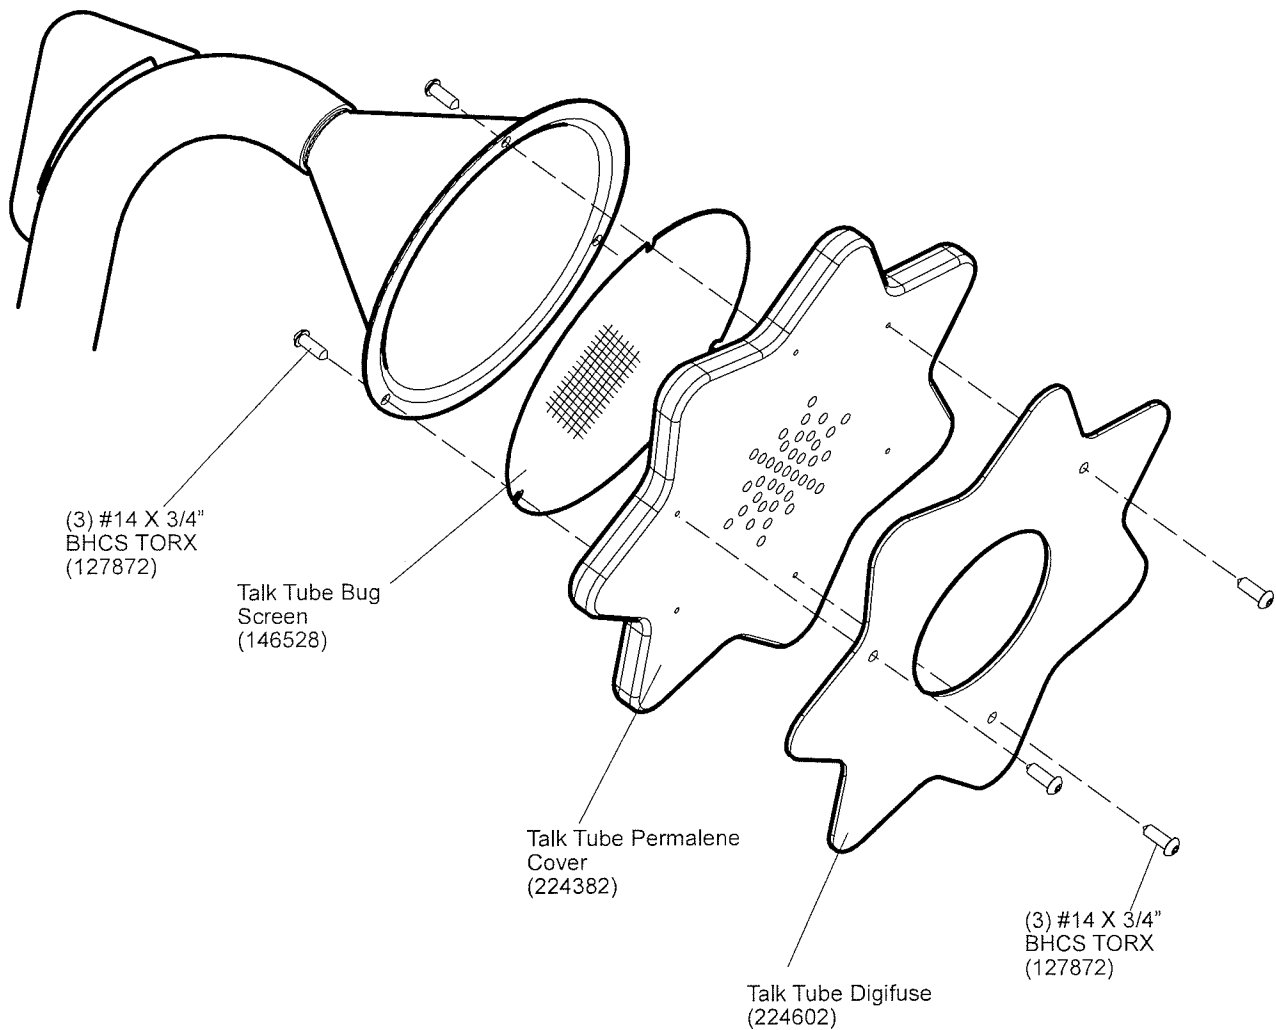 (3) #14 X 3/4"
BHCS TORX
(127872)
Talk Tube Bug
Screen
(146528)
Talk Tube Permalene
Cover
(224382)
(3) #14 X 3/4"
BHCS TORX
(127872)
Talk Tube Digifuse
(224602)